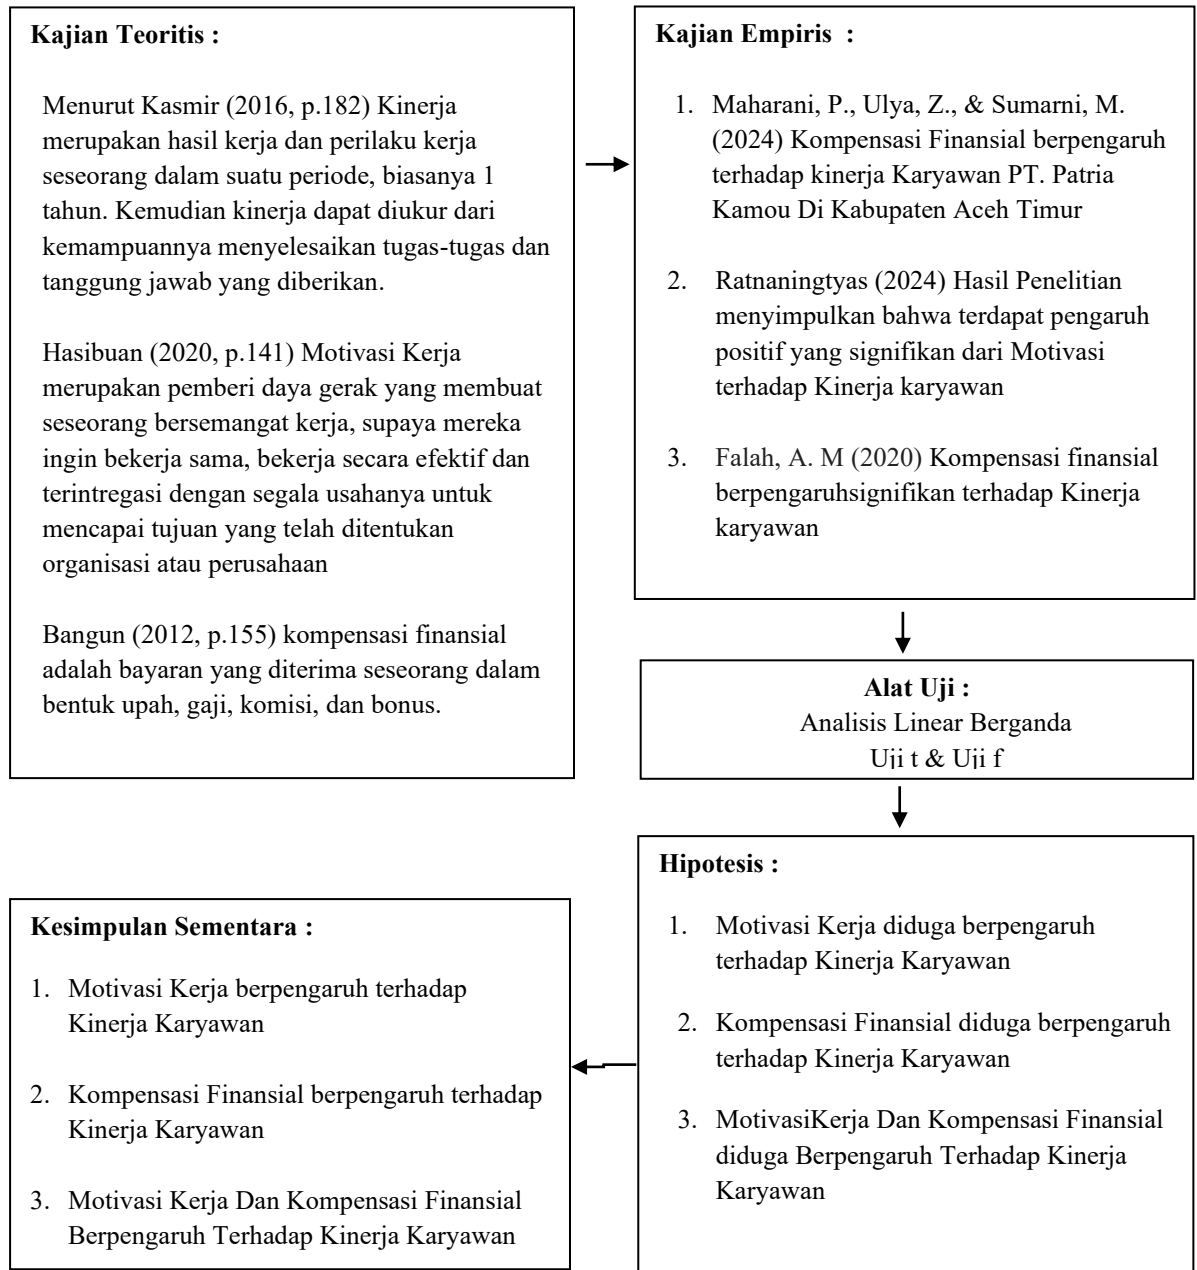 Kajian Teoritis :
Menurut Kasmir (2016, p.182) Kinerja
merupakan hasil kerja dan perilaku kerja
seseorang dalam suatu periode, biasanya 1
tahun. Kemudian kinerja dapat diukur dari
kemampuannya menyelesaikan tugas-tugas dan
tanggung jawab yang diberikan.
Hasibuan (2020, p.141) Motivasi Kerja
merupakan pemberi daya gerak yang membuat
seseorang bersemangat kerja, supaya mereka
ingin bekerja sama, bekerja secara efektif dan
terintregasi dengan segala usahanya untuk
mencapai tujuan yang telah ditentukan
organisasi atau perusahaan
Bangun (2012, p.155) kompensasi finansial
adalah bayaran yang diterima seseorang dalam
bentuk upah, gaji, komisi, dan bonus.
Kajian Empiris :
1. Maharani, P., Ulya, Z., & Sumarni, M.
(2024) Kompensasi Finansial berpengaruh
terhadap kinerja Karyawan PT. Patria
Kamou Di Kabupaten Aceh Timur
2. Ratnaningtyas (2024) Hasil Penelitian
menyimpulkan bahwa terdapat pengaruh
positif yang signifikan dari Motivasi
terhadap Kinerja karyawan
3. Falah, A. M (2020) Kompensasi finansial
berpengaruhsignifikan terhadap Kinerja
karyawan
Alat Uji :
Analisis Linear Berganda
Uji t & Uji f
Hipotesis :
1. Motivasi Kerja diduga berpengaruh
terhadap Kinerja Karyawan
2. Kompensasi Finansial diduga berpengaruh
terhadap Kinerja Karyawan
3. MotivasiKerja Dan Kompensasi Finansial
diduga Berpengaruh Terhadap Kinerja
Karyawan
Kesimpulan Sementara :
1. Motivasi Kerja berpengaruh terhadap
Kinerja Karyawan
2. Kompensasi Finansial berpengaruh terhadap
Kinerja Karyawan
3. Motivasi Kerja Dan Kompensasi Finansial
Berpengaruh Terhadap Kinerja Karyawan